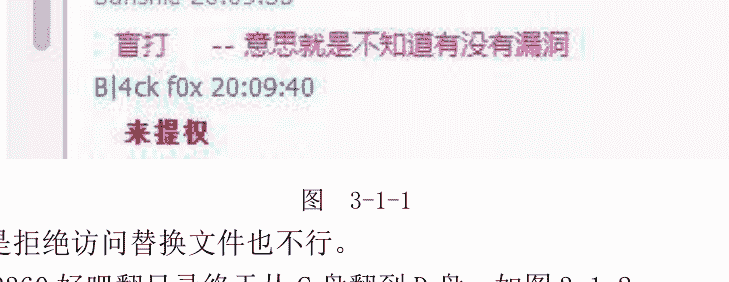 盲打 -- 意思就是不知道有没有漏洞
B|4ck f0x 20:09:40
来提权
图 3-1-1
是拒绝访问替换文件也不行。